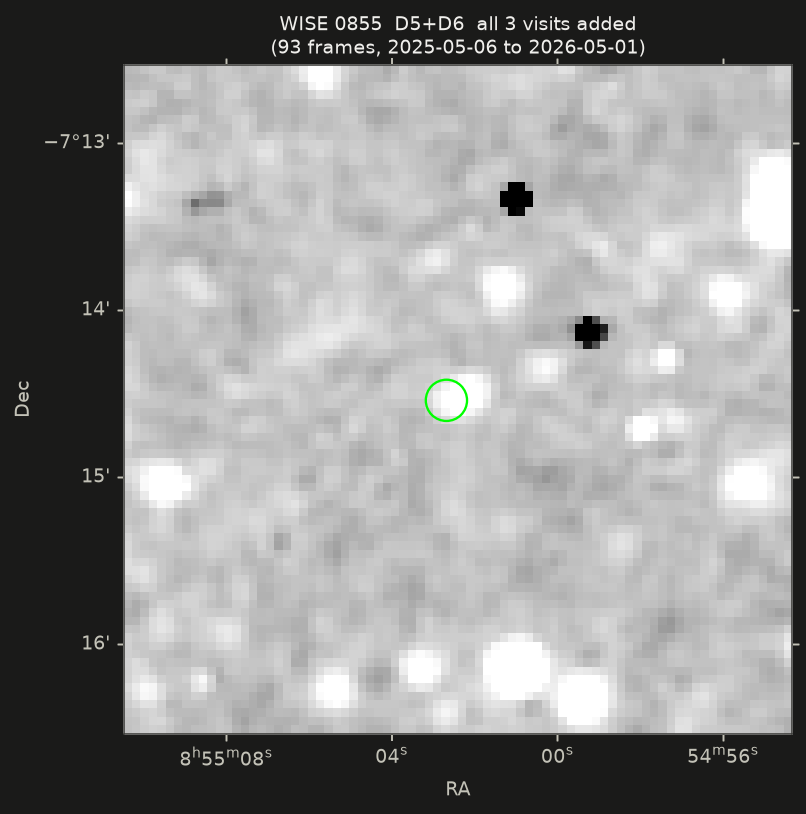 WISE 0855  D5+D6  all 3 visits added
(93 frames, 2025-05-06 to 2026-05-01)
−7°13'
14'
Dec
15'
16'
8ʰ55ᵐ08ˢ
04ˢ
00ˢ
54ᵐ56ˢ
RA